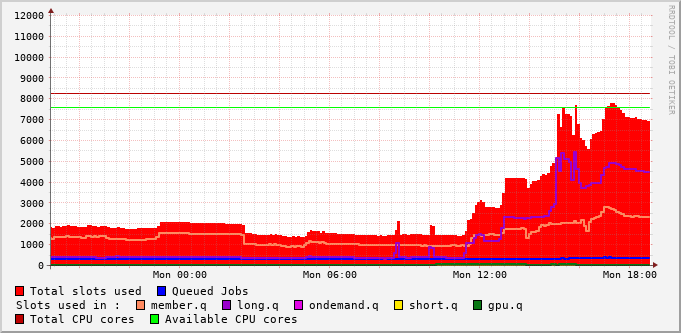 RRDTOOL / TOBI OETIKER
12000
11000
10000
9000
8000
7000
6000
5000
4000
3000
2000
1000
0
Mon 00:00 Mon 06:00 Mon 12:00 Mon 18:00
Total slots used Queued Jobs
Slots used in : member.q long.q ondemand.q short.q gpu.q
Total CPU cores Available CPU cores